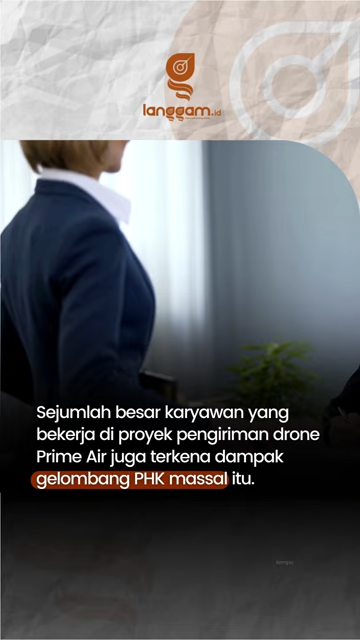 langgam.id
Sejumlah besar karyawan yang
bekerja di proyek pengiriman drone
Prime Air juga terkena dampak
gelombang PHK massal itu.